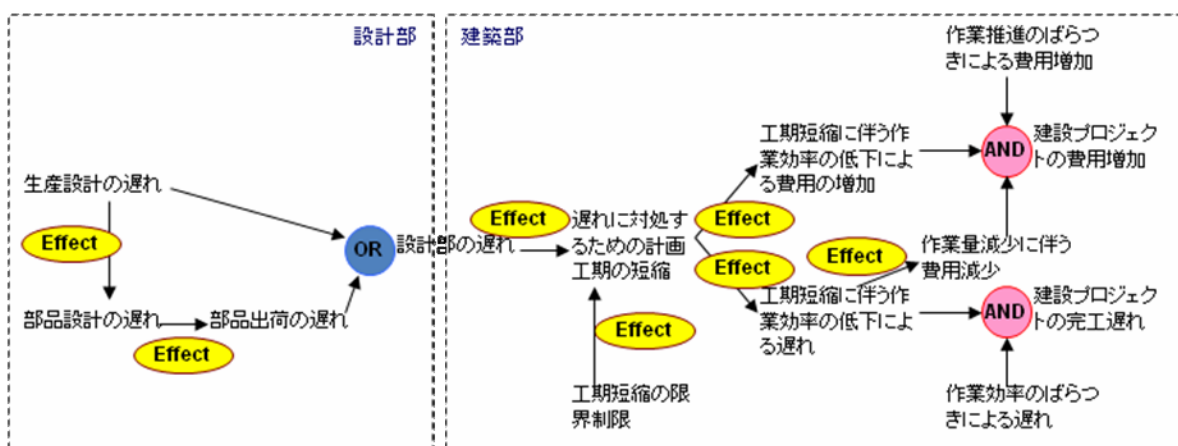 設計部
生産設計の遅れ
Effect
部品設計の遅れ
部品出荷の遅れ
Effect
OR
設計部の遅れ
建築部
Effect
遅れに対処す
るための計画
工期の短縮
Effect
工期短縮の限
界制限
Effect
工期短縮に伴う作
業効率の低下によ
る費用の増加
Effect
工期短縮に伴う作
業効率の低下によ
る遅れ
Effect
作業量減少に伴う
費用減少
作業推進のばらつ
きによる費用増加
AND
建設プロジェク
トの費用増加
AND
建設プロジェク
トの完工遅れ
作業効率のばらつ
きによる遅れ